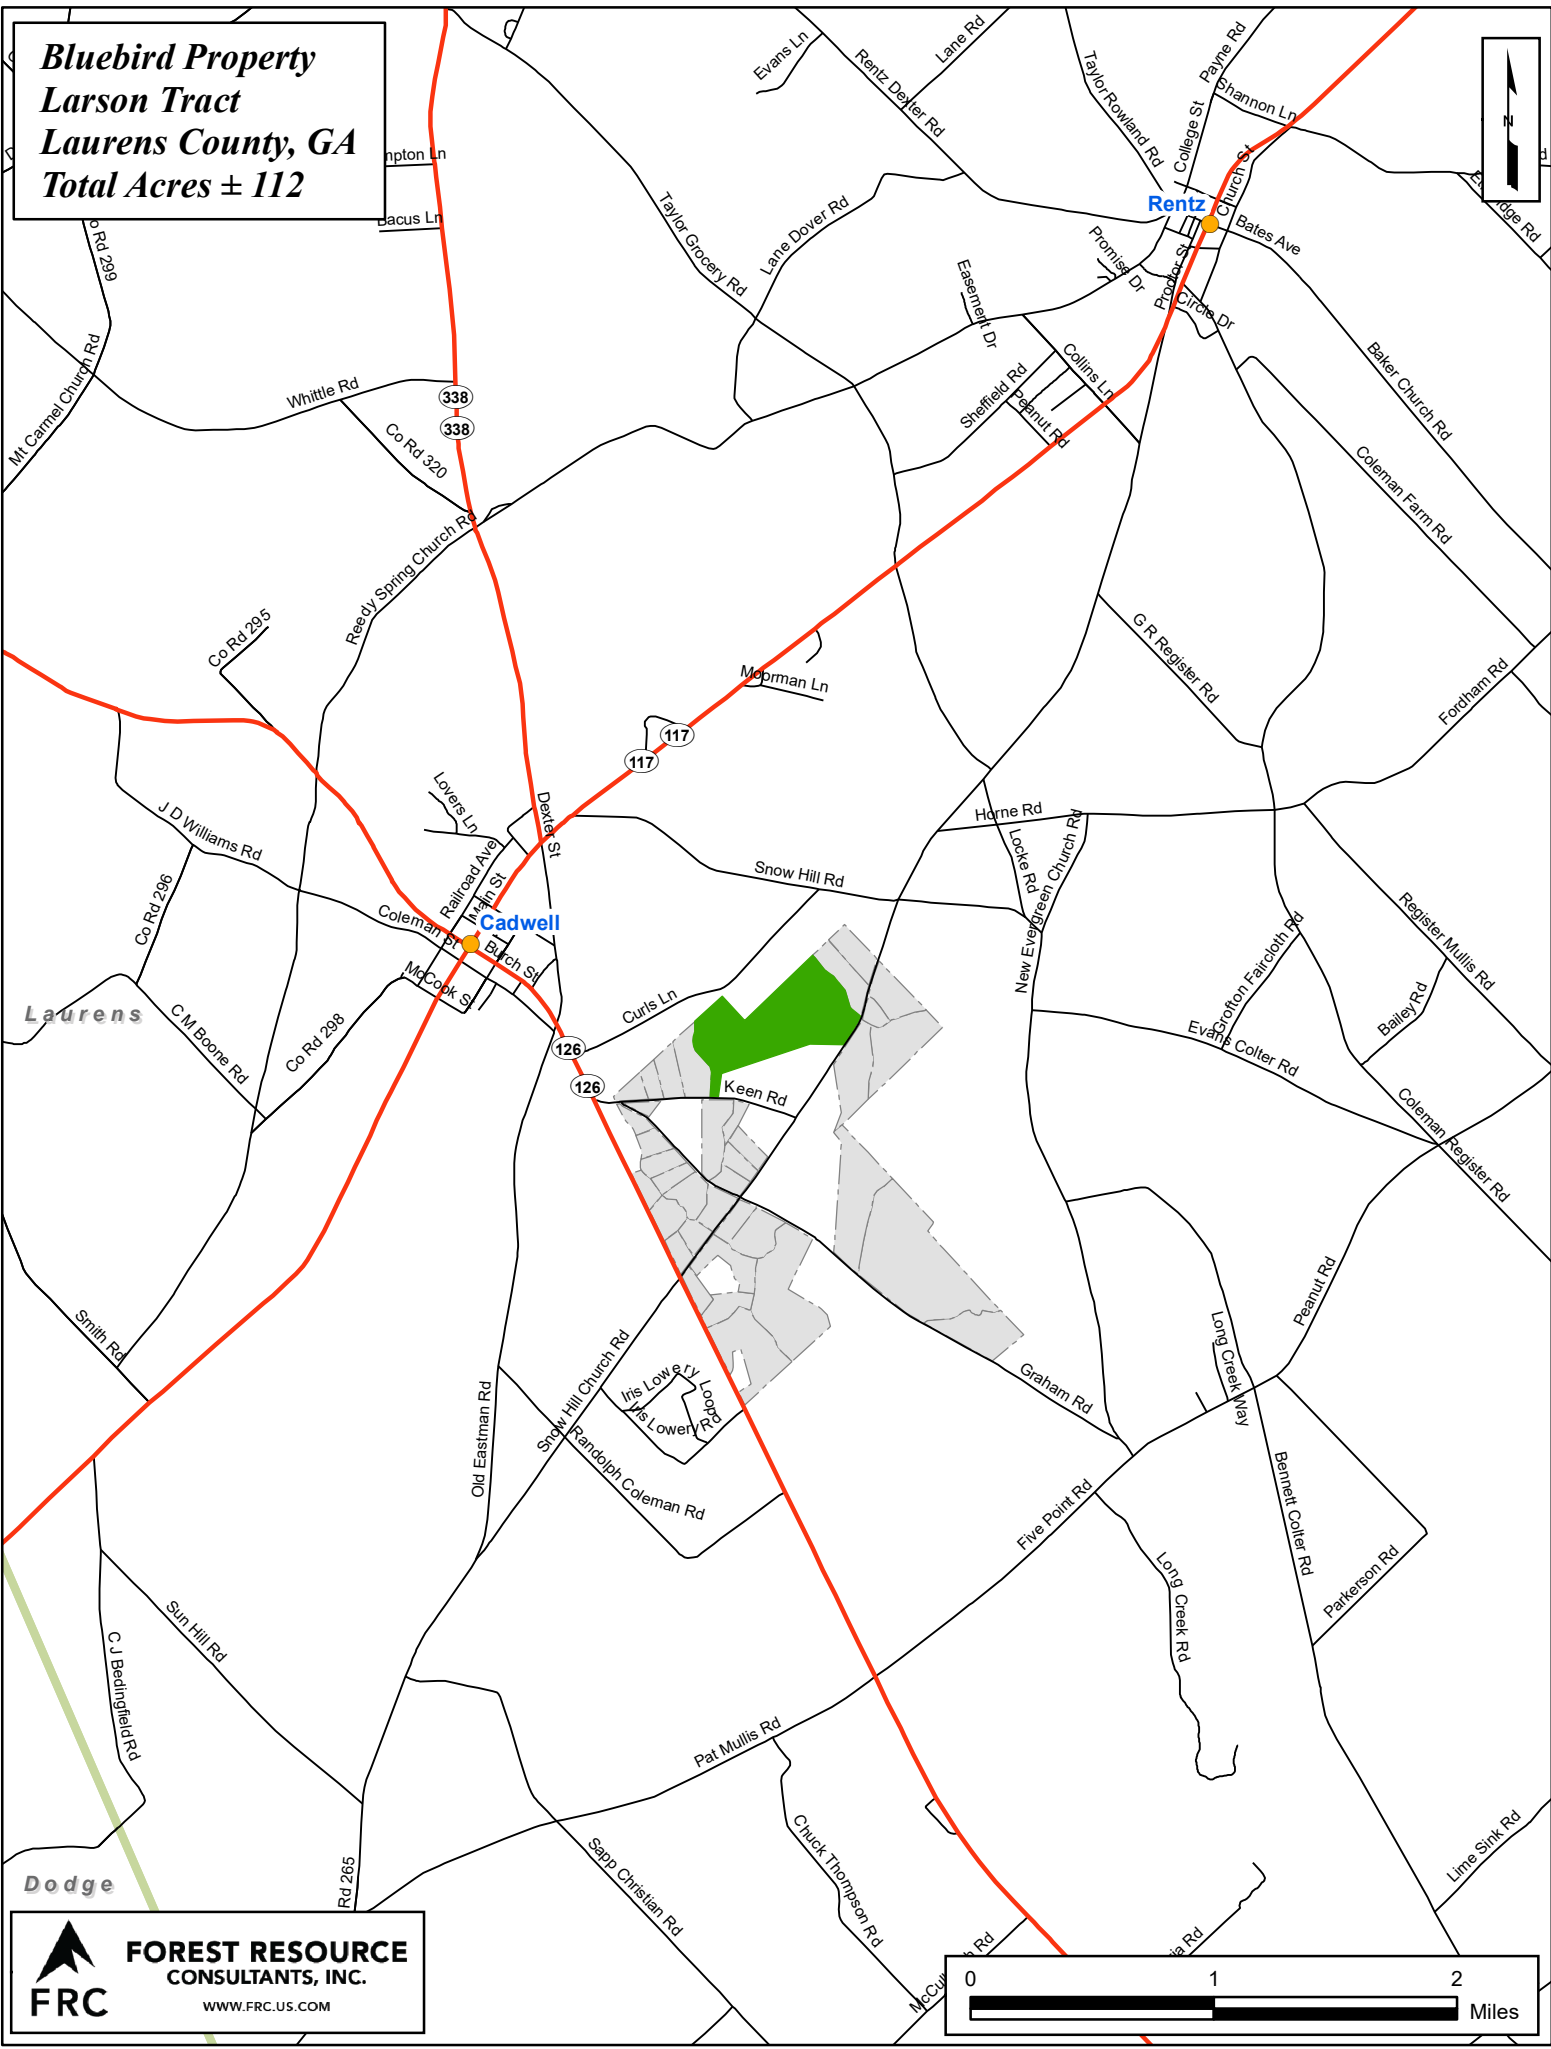 Bluebird Property
Larson Tract
Laurens County, GA
Total Acres ± 112
Evans Ln
Lane Rd
Rentz Dexter Rd
Taylor Rowland Rd
Payne Rd
Shannon Ln
College St
Church St
N
Bacus Ln
Rd 299
Taylor Grocery Rd
Lane Dover Rd
Rentz
Bates Ave
Promise Dr
Proctor St
Circle Dr
Easement Dr
Collins Ln
Sheffield Rd
Peanut Rd
Baker Church Rd
Mt Carmel Church Rd
Whittle Rd
338
338
Co Rd 320
Coleman Farm Rd
Reedy Spring Church Rd
Co Rd 295
G R Register Rd
Fordham Rd
Moorman Ln
117
117
Lovers Ln
Dexter St
J D Williams Rd
Horne Rd
Locke Rd
New Evergreen Church Rd
Railroad Ave
Main St
Snow Hill Rd
Co Rd 296
Coleman St
Cadwell
Burch St
McCook St
Register Mullis Rd
Grofton Faircloth Rd
Bailey Rd
Laurens
C M Boone Rd
Co Rd 298
Curls Ln
126
126
Keen Rd
Evans Colter Rd
Coleman Register Rd
Smith Rd
Peanut Rd
Snow Hill Church Rd
Iris Lowery Loop
Iris Lowery Rd
Graham Rd
Long Creek Way
Old Eastman Rd
Randolph Coleman Rd
Five Point Rd
Bennett Colter Rd
Long Creek Rd
Parkerson Rd
Sun Hill Rd
C J Bedingfield Rd
Pat Mullis Rd
Chuck Thompson Rd
Sapp Christian Rd
Lime Sink Rd
Dodge
Rd 265
Rd
Rd
FRC
FOREST RESOURCE
CONSULTANTS, INC.
WWW.FRC.US.COM
0 1 2
Miles